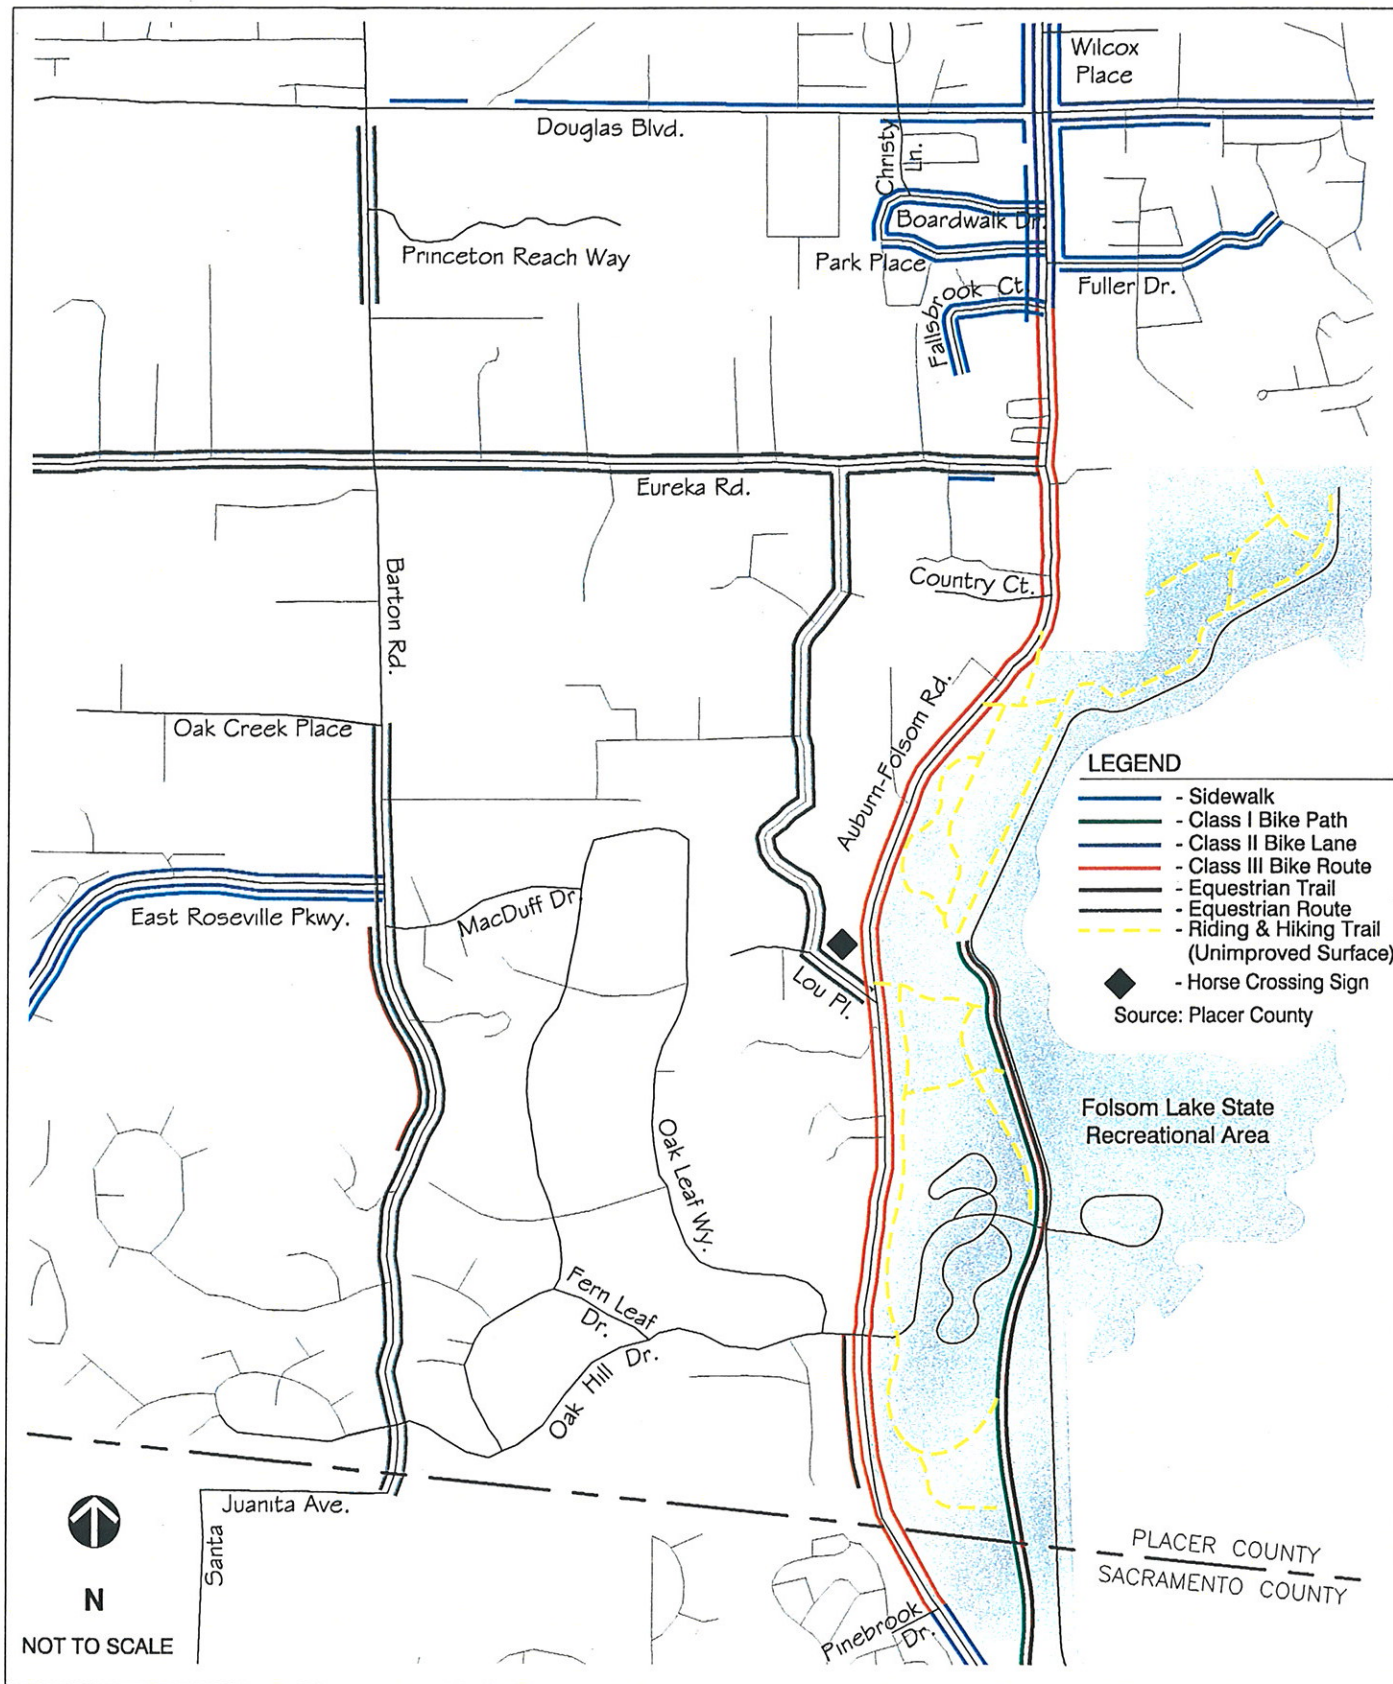 Wilcox
Place
Douglas Blvd.
Christy
Ln.
Boardwalk Dr.
Princeton Reach Way
Park Place
Fuller Dr.
Fallsbrook Ct.
Eureka Rd.
Barton Rd.
Country Ct.
Auburn-Folsom Rd.
Oak Creek Place
East Roseville Pkwy.
MacDuff Dr.
Lou Pl.
LEGEND
- Sidewalk
- Class I Bike Path
- Class II Bike Lane
- Class III Bike Route
- Equestrian Trail
- Equestrian Route
- Riding & Hiking Trail
(Unimproved Surface)
- Horse Crossing Sign
Source: Placer County
Folsom Lake State
Recreational Area
Oak Leaf Wy.
Fern Leaf
Dr.
Oak Hill Dr.
Juanita Ave.
Santa
N
NOT TO SCALE
PLACER COUNTY
SACRAMENTO COUNTY
Pinebrook
Dr.